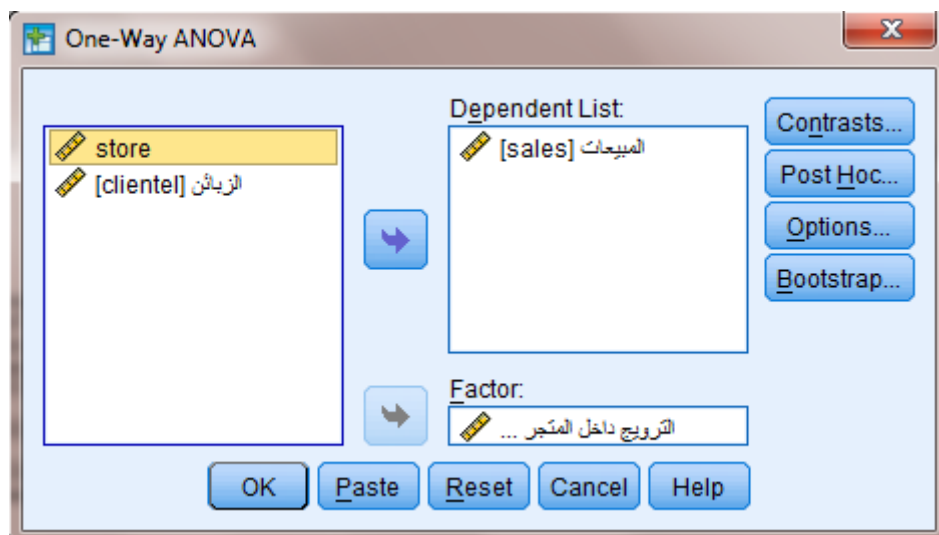 One-Way ANOVA
store
الزبائن [clientel]
Dependent List:
المبيعات [sales]
Contrasts...
Post Hoc...
Options...
Bootstrap...
Factor:
الترويج داخل المتجر ...
OK
Paste
Reset
Cancel
Help